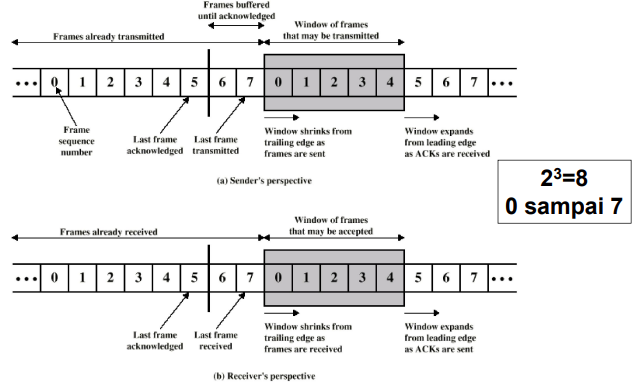 Frames buffered
until acknowledged
Window of frames
that may be transmitted
Frames already transmitted
••• 0 1 2 3 4 5 6 7 0 1 2 3 4 5 6 7 •••
Frame
sequence
number
Last frame
acknowledged
Last frame
transmitted
Window shrinks from
trailing edge as
frames are sent
Window expands
from leading edge
as ACKs are received
(a) Sender's perspective
2³=8
0 sampai 7
Window of frames
that may be accepted
Frames already received
••• 0 1 2 3 4 5 6 7 0 1 2 3 4 5 6 7 •••
Last frame
acknowledged
Last frame
received
Window shrinks from
trailing edge as
frames are received
Window expands
from leading edge
as ACKs are sent
(b) Receiver's perspective